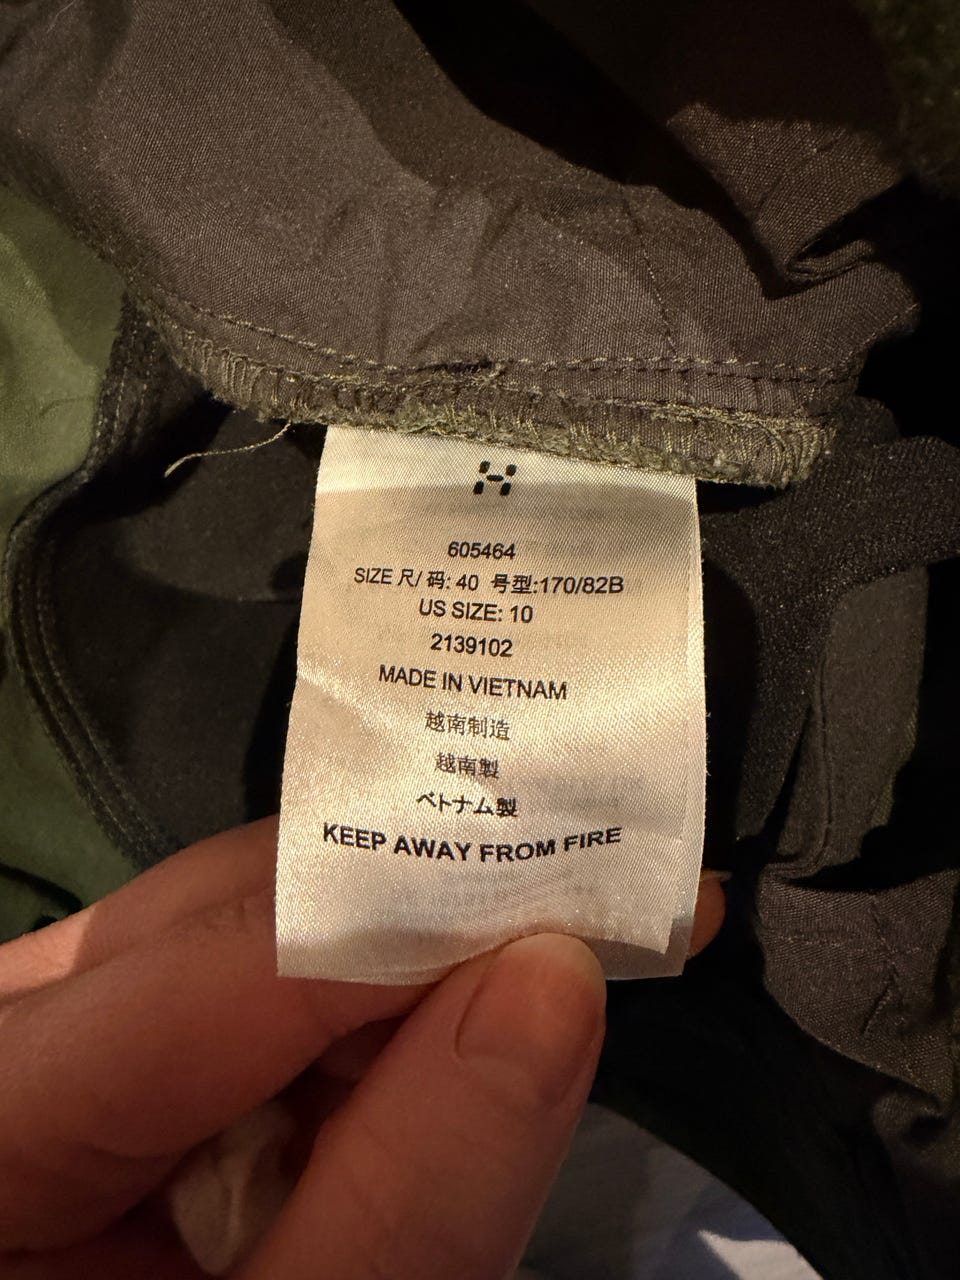 605464
SIZE 尺/码: 40 号型:170/82B
US SIZE: 10
2139102
MADE IN VIETNAM
越南制造
越南製
ベトナム製
KEEP AWAY FROM FIRE